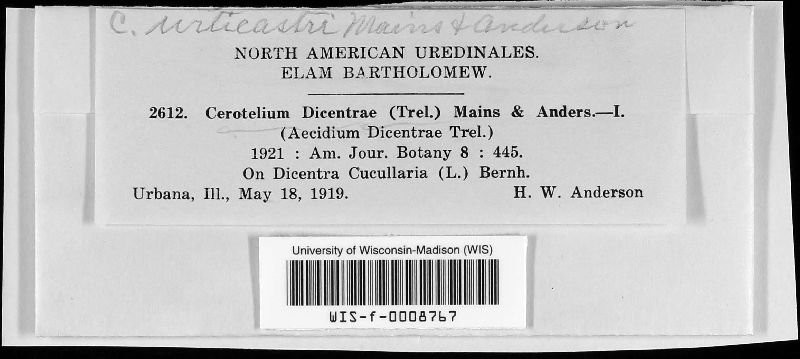 C. urticastri Mains & Anderson
NORTH AMERICAN UREDINALES.
ELAM BARTHOLOMEW.
2612. Cerotelium Dicentrae (Trel.) Mains & Anders.—I.
(Aecidium Dicentrae Trel.)
1921 : Am. Jour. Botany 8 : 445.
On Dicentra Cucullaria (L.) Bernh.
Urbana, Ill., May 18, 1919. H. W. Anderson
University of Wisconsin-Madison (WIS)
WIS-f-0008767